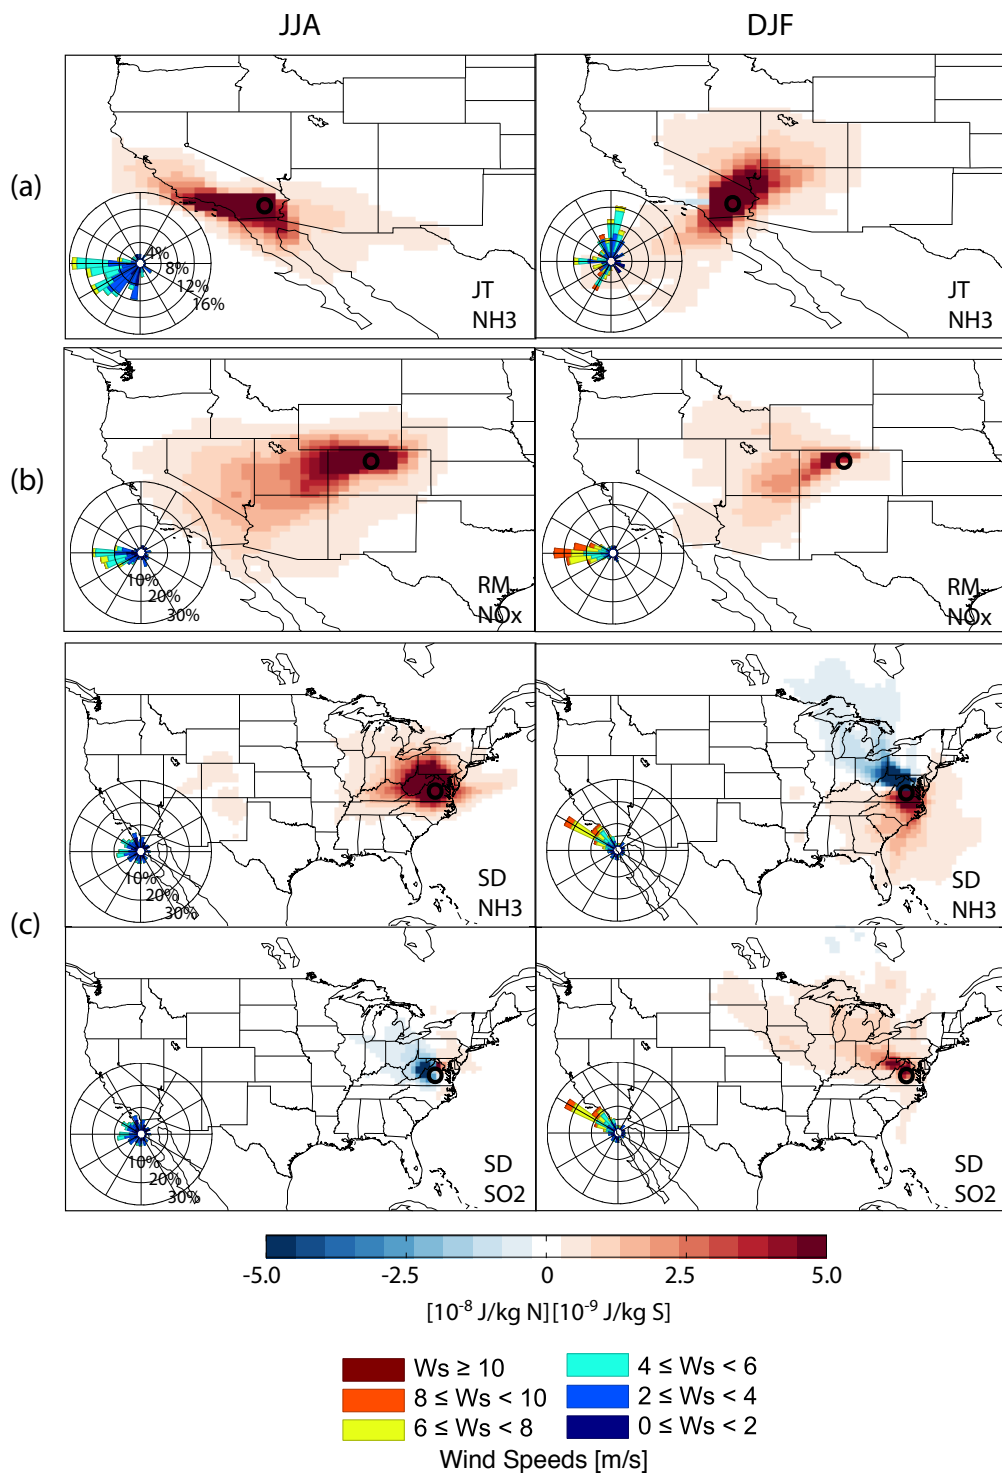 JJA DJF
(a)
4%
8%
12%
16%
JT
NH3
JT
NH3
(b)
10%
20%
30%
RM
NOx
RM
NOx
(c)
10%
20%
30%
SD
NH3
SD
NH3
10%
20%
30%
SD
SO2
SD
SO2
-5.0 -2.5 0 2.5 5.0
[10⁻⁸ J/kg N][10⁻⁹ J/kg S]
Ws ≥ 10 4 ≤ Ws < 6
8 ≤ Ws < 10 2 ≤ Ws < 4
6 ≤ Ws < 8 0 ≤ Ws < 2
Wind Speeds [m/s]